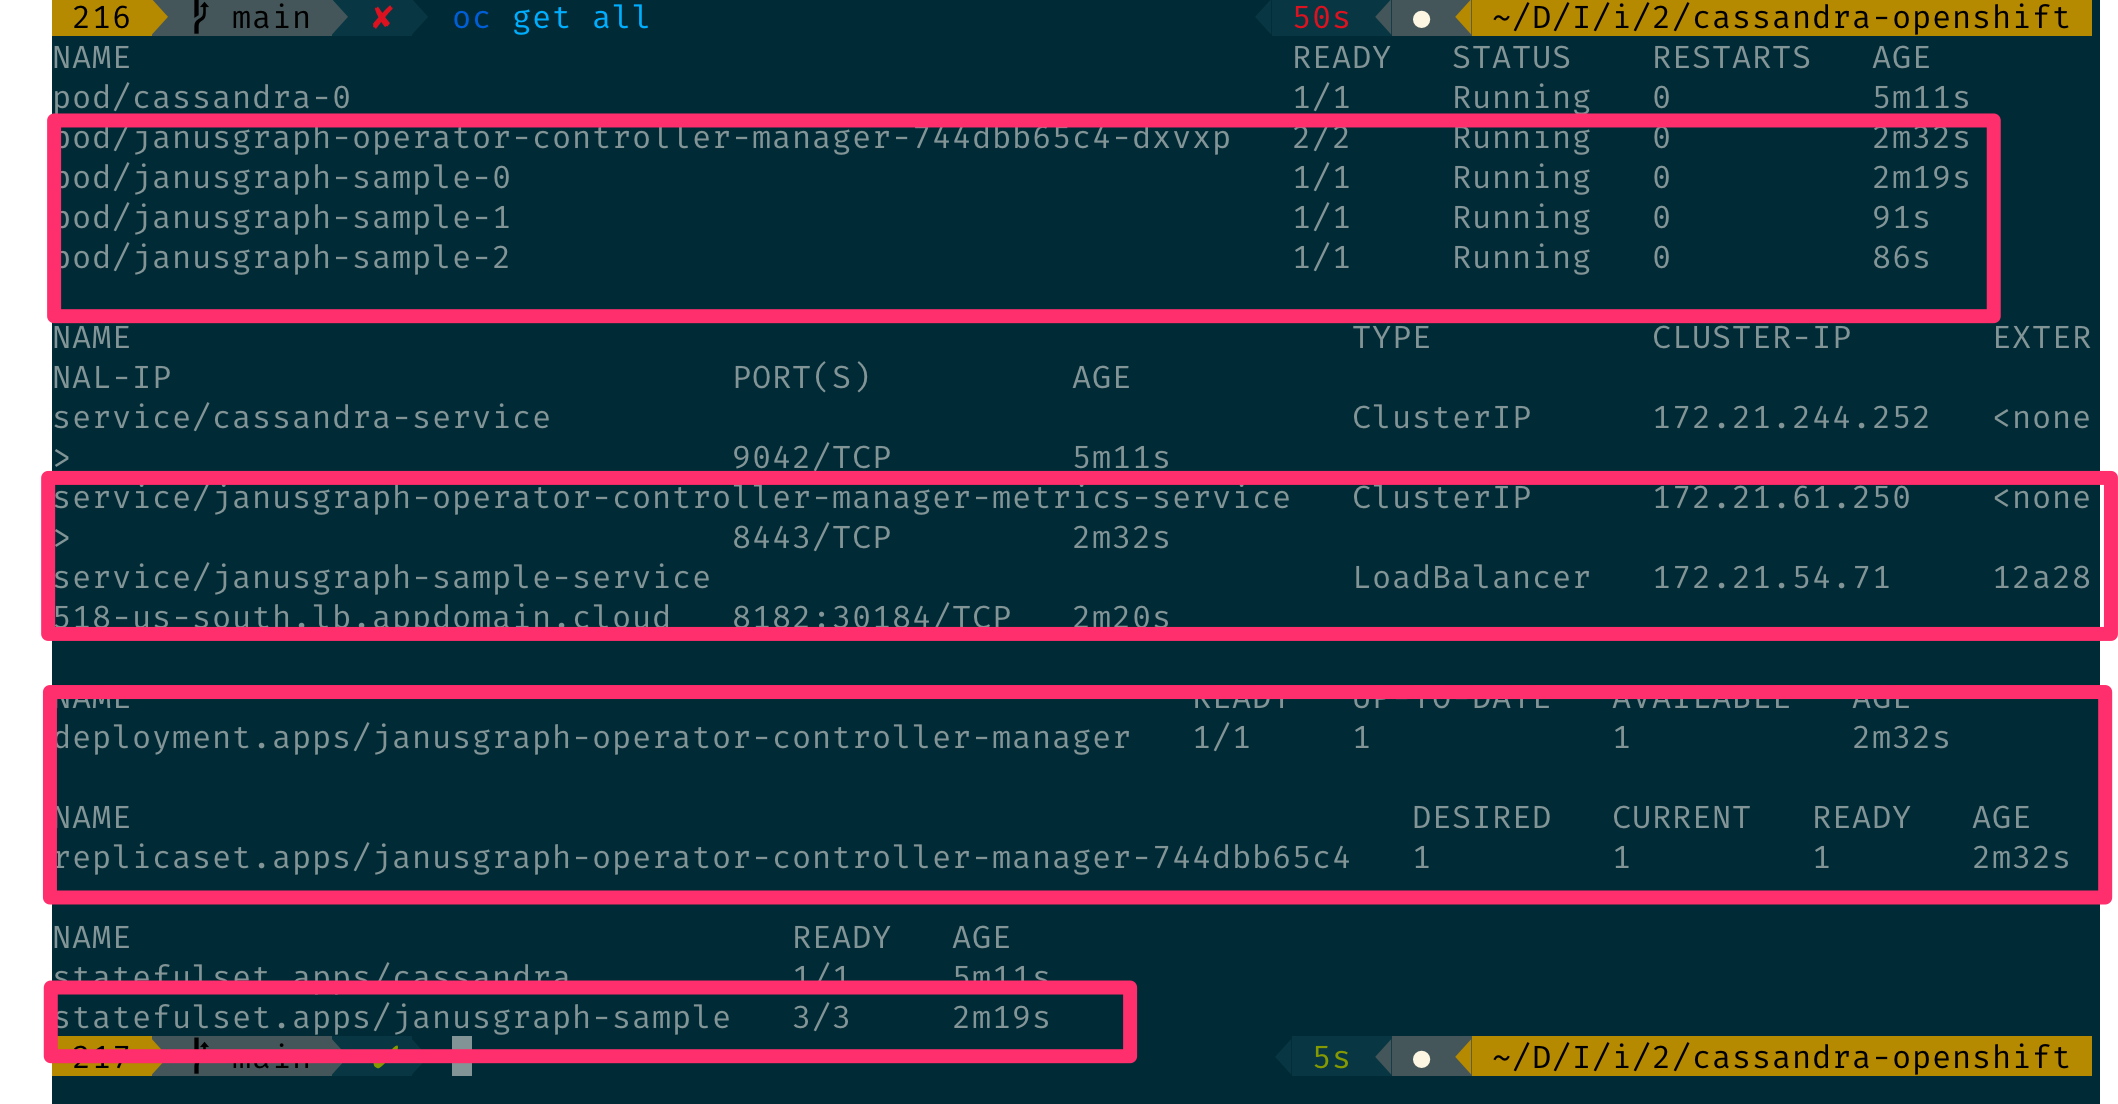 216 main ✘ oc get all 50s ● ~/D/I/i/2/cassandra-openshift
NAME READY STATUS RESTARTS AGE
pod/cassandra-0 1/1 Running 0 5m11s
pod/janusgraph-operator-controller-manager-744dbb65c4-dxvxp 2/2 Running 0 2m32s
pod/janusgraph-sample-0 1/1 Running 0 2m19s
pod/janusgraph-sample-1 1/1 Running 0 91s
pod/janusgraph-sample-2 1/1 Running 0 86s
NAME TYPE CLUSTER-IP EXTER
NAL-IP PORT(S) AGE
service/cassandra-service ClusterIP 172.21.244.252 <none
> 9042/TCP 5m11s
service/janusgraph-operator-controller-manager-metrics-service ClusterIP 172.21.61.250 <none
> 8443/TCP 2m32s
service/janusgraph-sample-service LoadBalancer 172.21.54.71 12a28
518-us-south.lb.appdomain.cloud 8182:30184/TCP 2m20s
NAME READY UP-TO-DATE AVAILABLE AGE
deployment.apps/janusgraph-operator-controller-manager 1/1 1 1 2m32s
NAME DESIRED CURRENT READY AGE
replicaset.apps/janusgraph-operator-controller-manager-744dbb65c4 1 1 1 2m32s
NAME READY AGE
statefulset.apps/cassandra 1/1 5m11s
statefulset.apps/janusgraph-sample 3/3 2m19s
217 main ✔ 5s ● ~/D/I/i/2/cassandra-openshift